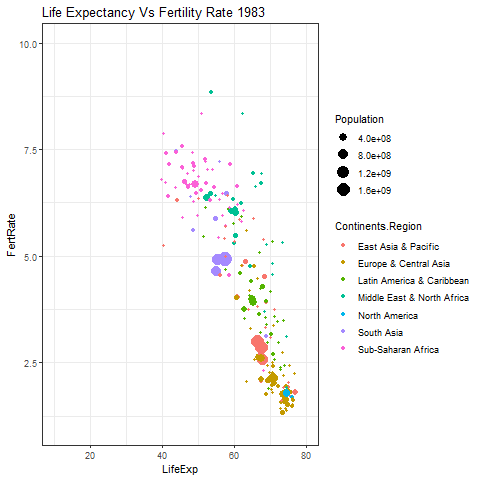 Life Expectancy Vs Fertility Rate 1983
10.0
7.5
5.0
2.5
FertRate
20
40
60
80
LifeExp
Population
4.0e+08
8.0e+08
1.2e+09
1.6e+09
Continents.Region
East Asia & Pacific
Europe & Central Asia
Latin America & Caribbean
Middle East & North Africa
North America
South Asia
Sub-Saharan Africa